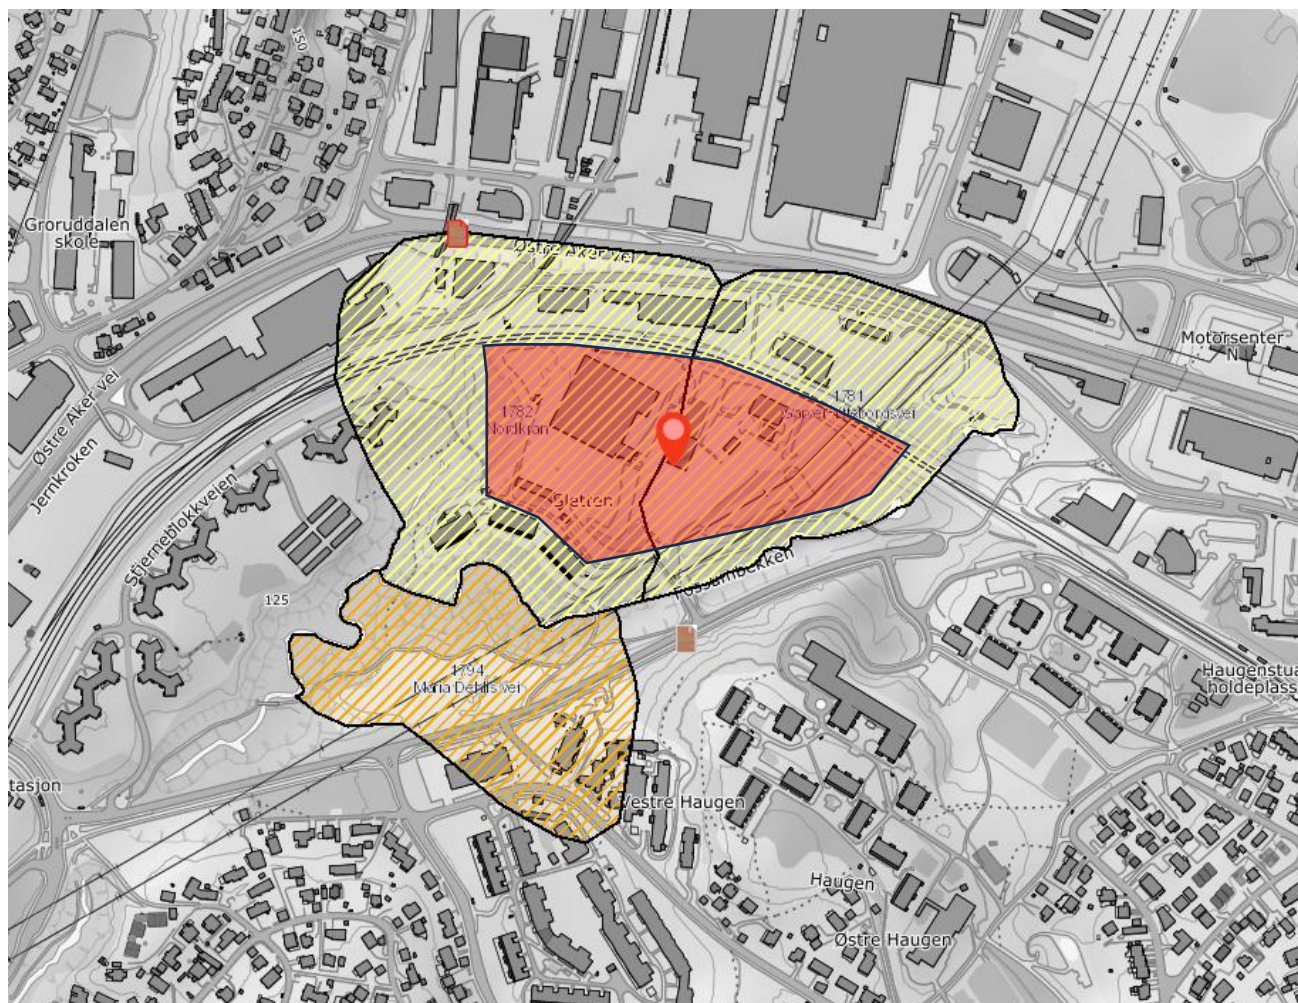 150
Groruddalen
skole
Østre Aker vei
Motorsenter
N
1781
1782
Nordkran
Østre Aker vei
Jernkroken
Stjerneblokkveien
Sletten
Fossumbekken
125
1794
Maria Dehlis vei
Haugenstua
holdeplass
tasjon
Vestre Haugen
Haugen
Østre Haugen